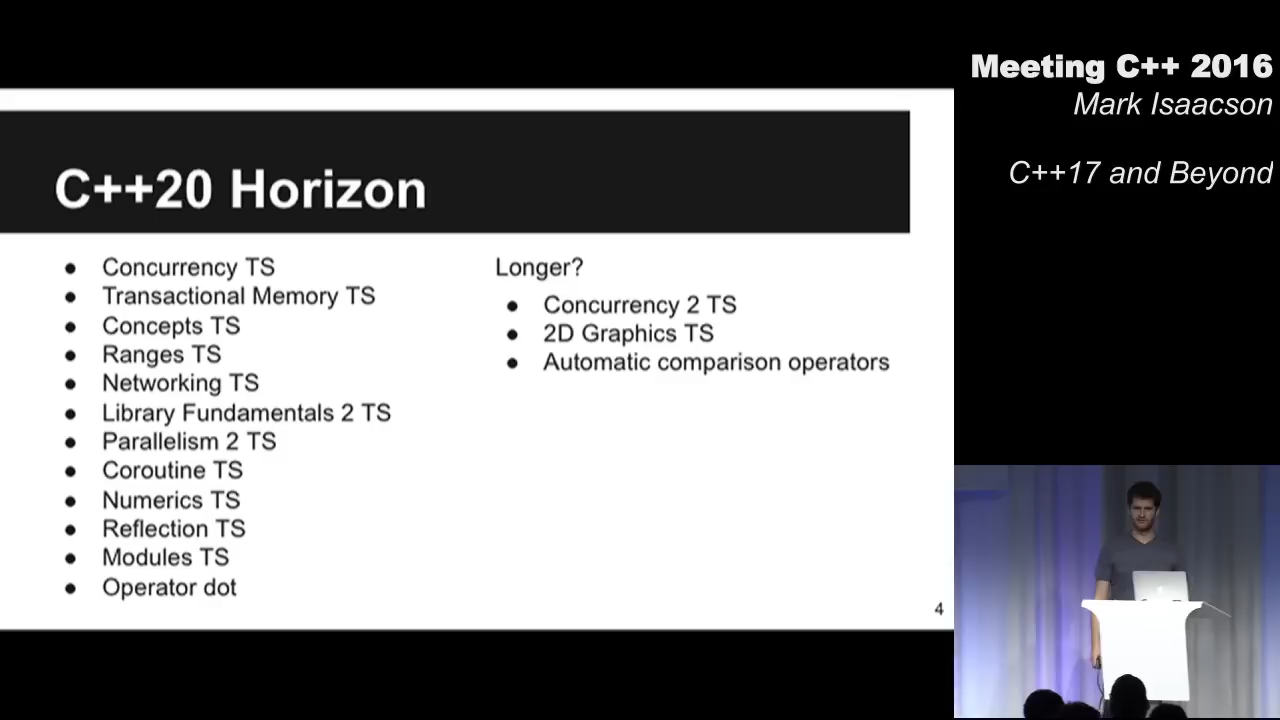 Meeting C++ 2016
Mark Isaacson
C++17 and Beyond
C++20 Horizon
● Concurrency TS
● Transactional Memory TS
● Concepts TS
● Ranges TS
● Networking TS
● Library Fundamentals 2 TS
● Parallelism 2 TS
● Coroutine TS
● Numerics TS
● Reflection TS
● Modules TS
● Operator dot
Longer?
● Concurrency 2 TS
● 2D Graphics TS
● Automatic comparison operators
4